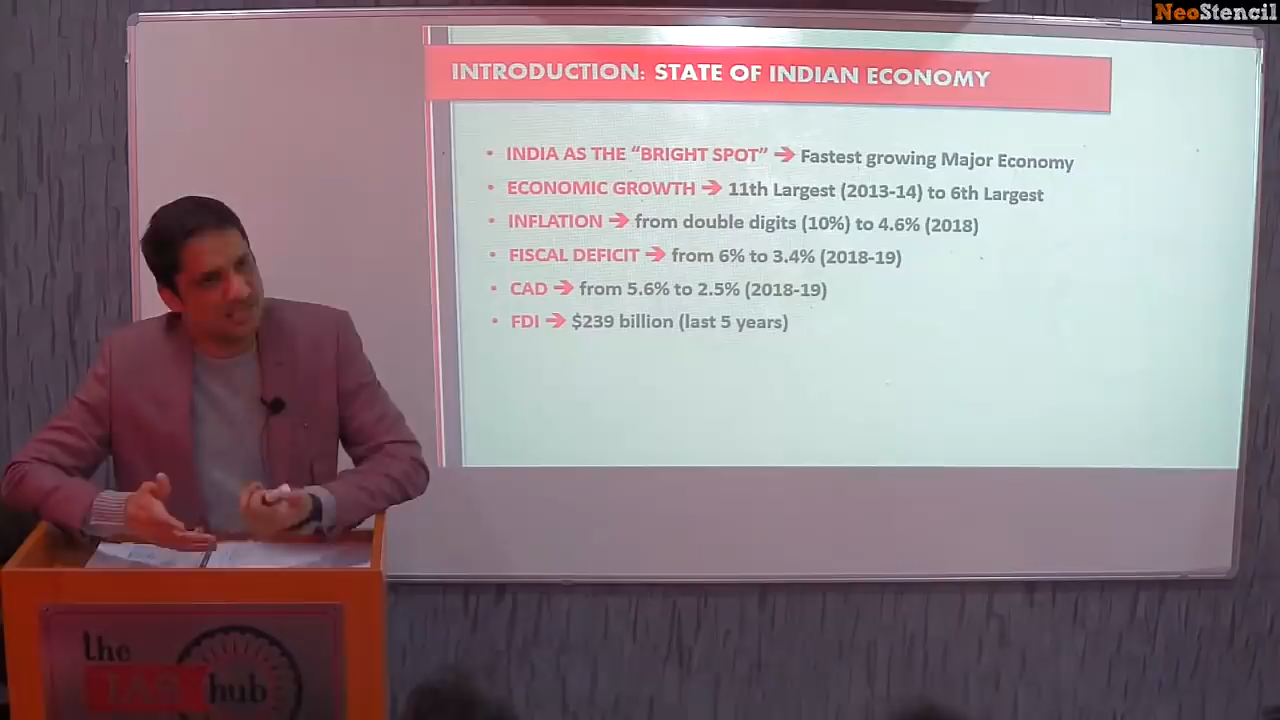 NeoStencil
INTRODUCTION: STATE OF INDIAN ECONOMY
• INDIA AS THE “BRIGHT SPOT” ➔ Fastest growing Major Economy
• ECONOMIC GROWTH ➔ 11th Largest (2013-14) to 6th Largest
• INFLATION ➔ from double digits (10%) to 4.6% (2018)
• FISCAL DEFICIT ➔ from 6% to 3.4% (2018-19)
• CAD ➔ from 5.6% to 2.5% (2018-19)
• FDI ➔ $239 billion (last 5 years)
the
IAS hub